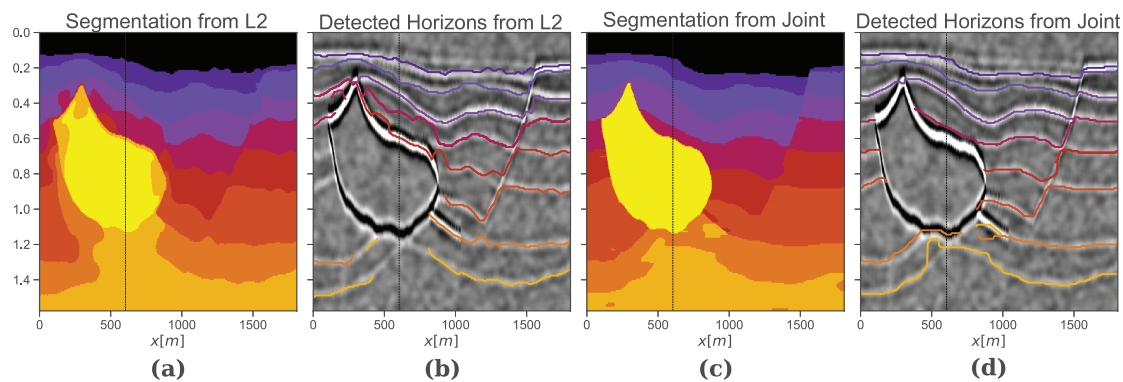 Segmentation from L2
Detected Horizons from L2
Segmentation from Joint
Detected Horizons from Joint
0.0
0.2
0.4
0.6
0.8
1.0
1.2
1.4
0 500 1000 1500
0 500 1000 1500
0 500 1000 1500
0 500 1000 1500
x[m]
x[m]
x[m]
x[m]
(a)
(b)
(c)
(d)